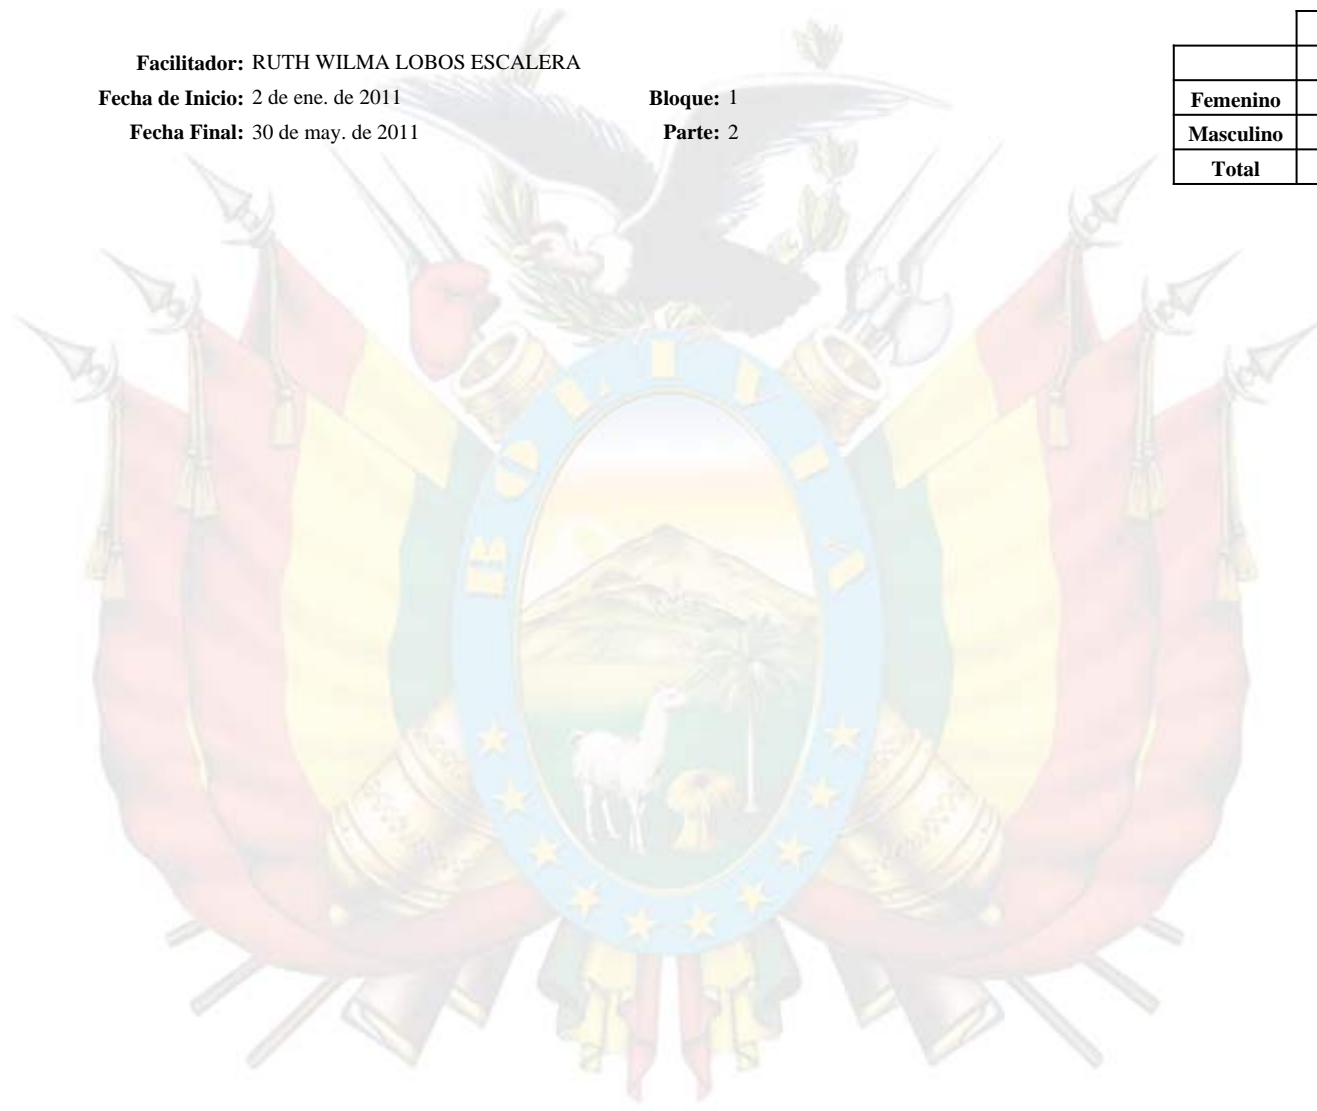 Facilitador: RUTH WILMA LOBOS ESCALERA
Fecha de Inicio: 2 de ene. de 2011 Bloque: 1
Fecha Final: 30 de may. de 2011 Parte: 2
Femenino
Masculino
Total
BOLIVIA